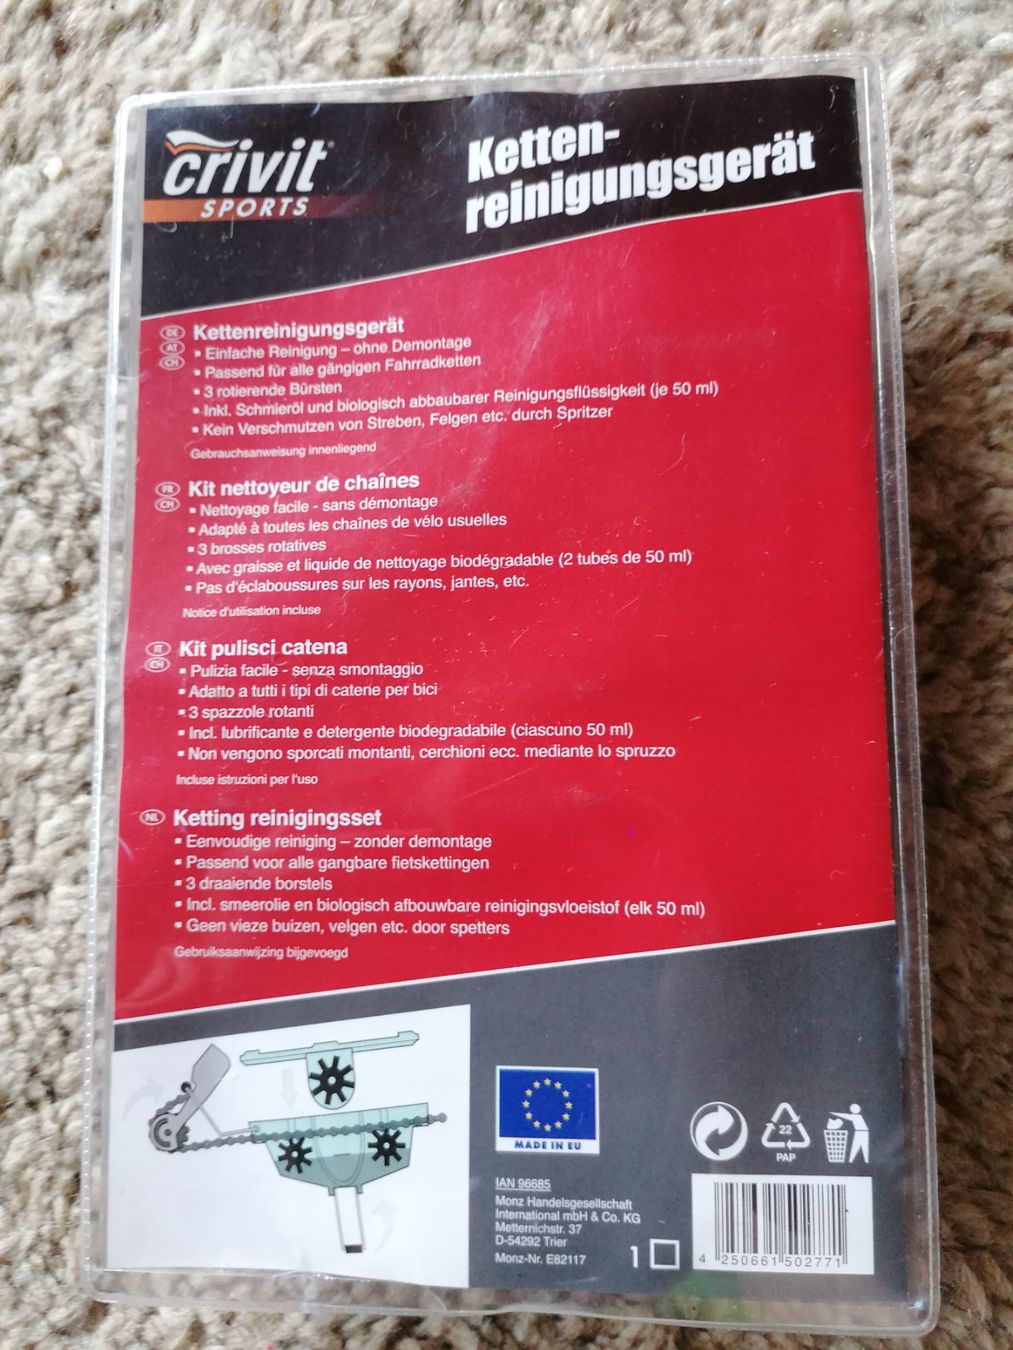 crivit
SPORTS
Ketten-
reinigungsgerät
DE
AT
CH
Kettenreinigungsgerät
▪ Einfache Reinigung – ohne Demontage
▪ Passend für alle gängigen Fahrradketten
▪ 3 rotierende Bürsten
▪ Inkl. Schmieröl und biologisch abbaubarer Reinigungsflüssigkeit (je 50 ml)
▪ Kein Verschmutzen von Streben, Felgen etc. durch Spritzer
Gebrauchsanweisung innenliegend
FR
CH
Kit nettoyeur de chaînes
▪ Nettoyage facile - sans démontage
▪ Adapté à toutes les chaînes de vélo usuelles
▪ 3 brosses rotatives
▪ Avec graisse et liquide de nettoyage biodégradable (2 tubes de 50 ml)
▪ Pas d'éclaboussures sur les rayons, jantes, etc.
Notice d'utilisation incluse
IT
CH
Kit pulisci catena
▪ Pulizia facile - senza smontaggio
▪ Adatto a tutti i tipi di catene per bici
▪ 3 spazzole rotanti
▪ Incl. lubrificante e detergente biodegradabile (ciascuno 50 ml)
▪ Non vengono sporcati montanti, cerchioni ecc. mediante lo spruzzo
Incluse istruzioni per l'uso
NL
Ketting reinigingsset
▪ Eenvoudige reiniging – zonder demontage
▪ Passend voor alle gangbare fietskettingen
▪ 3 draaiende borstels
▪ Incl. smeerolie en biologisch afbouwbare reinigingsvloeistof (elk 50 ml)
▪ Geen vieze buizen, velgen etc. door spetters
Gebruiksaanwijzing bijgevoegd
MADE IN EU
22
PAP
IAN 96685
Monz Handelsgesellschaft
International mbH & Co. KG
Metternichstr. 37
D-54292 Trier
Monz-Nr. E82117
1
4 250661 502771